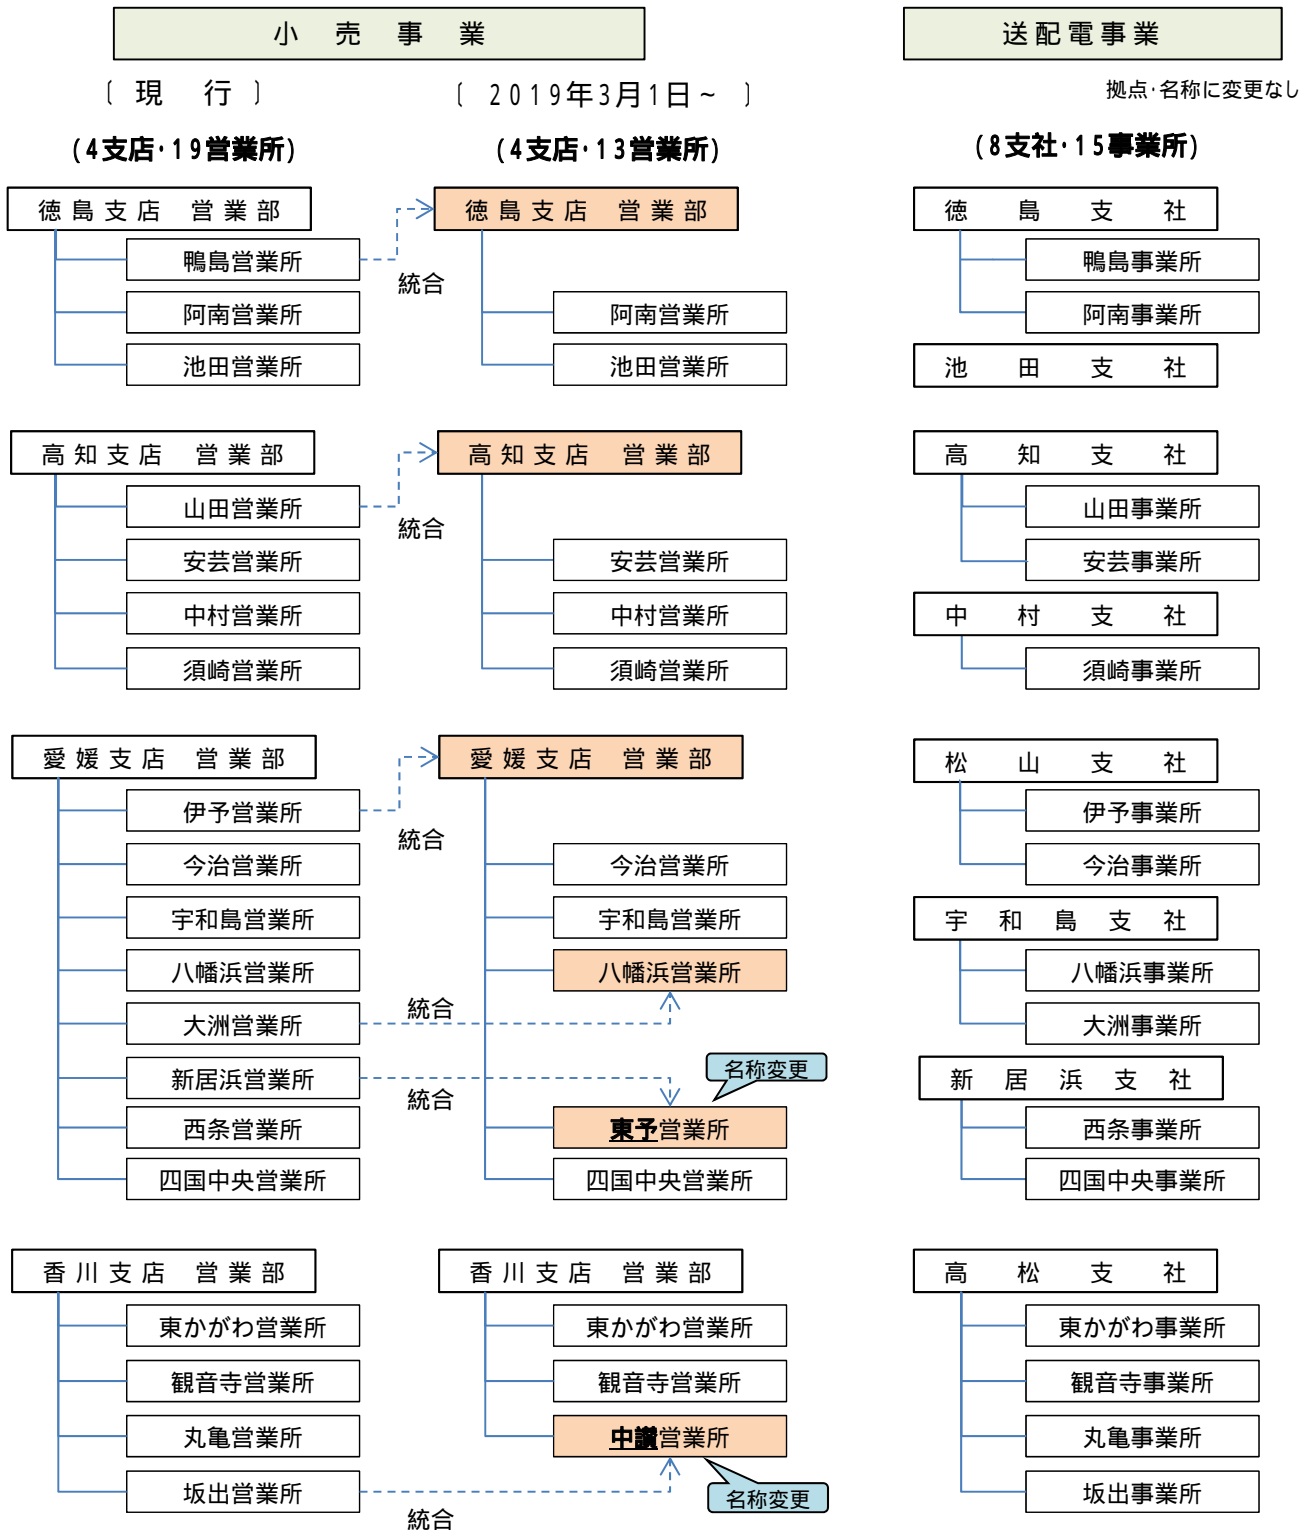 小売事業
〔現 行〕
〔 2019年3月1日~ 〕
(4支店・19営業所)
(4支店・13営業所)
徳島支店 営業部
鴨島営業所
阿南営業所
池田営業所
統合
徳島支店 営業部
阿南営業所
池田営業所
高知支店 営業部
山田営業所
安芸営業所
中村営業所
須崎営業所
統合
高知支店 営業部
安芸営業所
中村営業所
須崎営業所
愛媛支店 営業部
伊予営業所
今治営業所
宇和島営業所
八幡浜営業所
大洲営業所
新居浜営業所
西条営業所
四国中央営業所
統合
統合
統合
愛媛支店 営業部
今治営業所
宇和島営業所
八幡浜営業所
名称変更
東予営業所
四国中央営業所
香川支店 営業部
東かがわ営業所
観音寺営業所
丸亀営業所
坂出営業所
統合
香川支店 営業部
東かがわ営業所
観音寺営業所
中讃営業所
名称変更
送配電事業
拠点・名称に変更なし
(8支社・15事業所)
徳島支社
鴨島事業所
阿南事業所
池田支社
高知支社
山田事業所
安芸事業所
中村支社
須崎事業所
松山支社
伊予事業所
今治事業所
宇和島支社
八幡浜事業所
大洲事業所
新居浜支社
西条事業所
四国中央事業所
高松支社
東かがわ事業所
観音寺事業所
丸亀事業所
坂出事業所